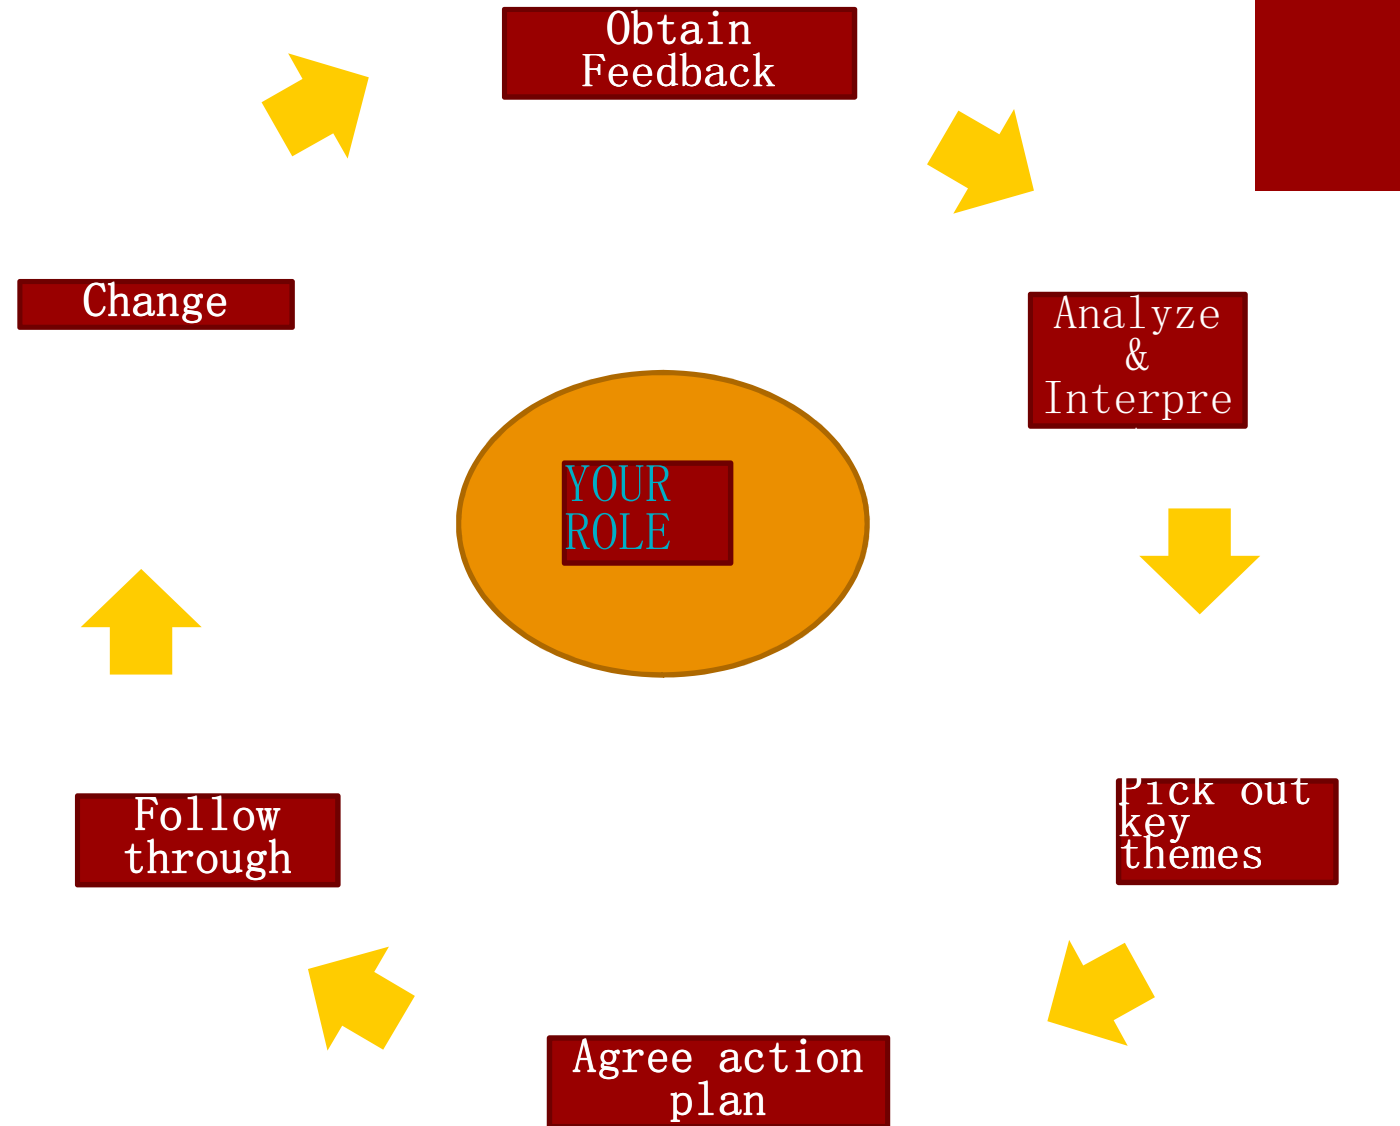 Obtain
Feedback
Change
Analyze
&
Interpre
YOUR
ROLE
Pick out
key
themes
Follow
through
Agree action
plan